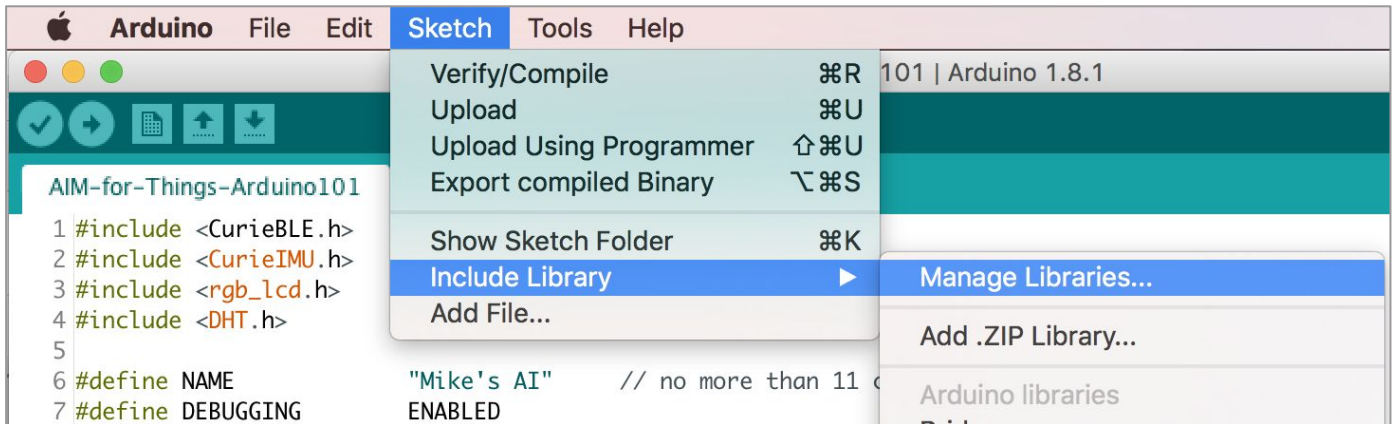 Arduino File Edit Sketch Tools Help
101 | Arduino 1.8.1
Verify/Compile ⌘R
Upload ⌘U
Upload Using Programmer ⇧⌘U
Export compiled Binary ⌥⌘S
Show Sketch Folder ⌘K
Include Library ▶
Add File...
Manage Libraries...
Add .ZIP Library...
Arduino libraries
AIM-for-Things-Arduino101
1 #include <CurieBLE.h>
2 #include <CurieIMU.h>
3 #include <rgb_lcd.h>
4 #include <DHT.h>
5
6 #define NAME "Mike's AI" // no more than 11
7 #define DEBUGGING ENABLED